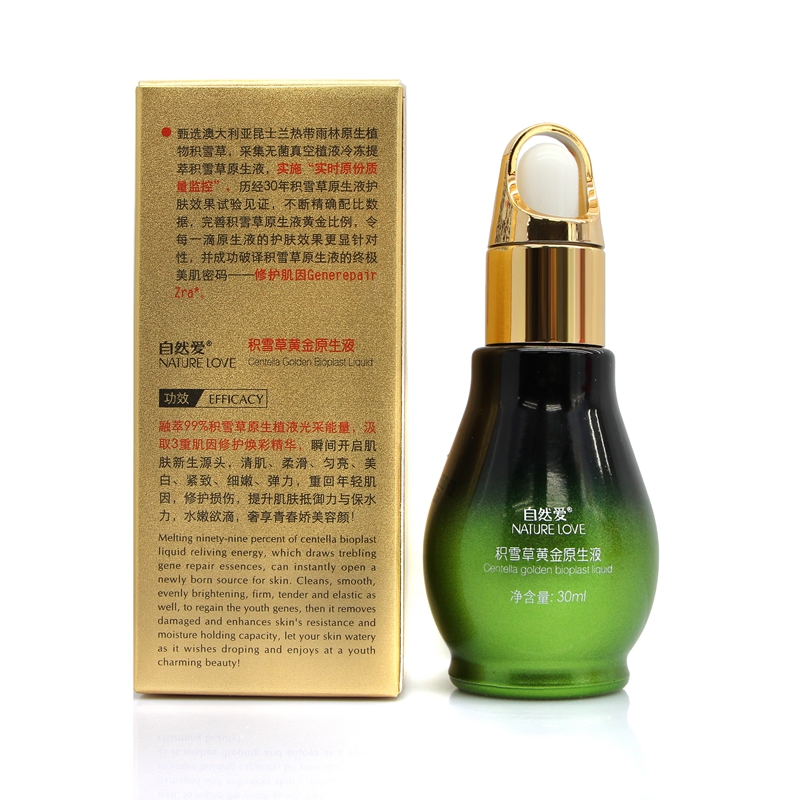 甄选澳大利亚昆士兰热带雨林原生植
物积雪草，采集无菌真空植液冷冻提
萃积雪草原生液，实施“实时原份质
量监控”。历经30年积雪草原生液护
肤效果试验见证，不断精确配比数
据，完善积雪草原生液黄金比例，令
每一滴原生液的护肤效果更显针对
性，并成功破译积雪草原生液的终极
美肌密码——修护肌因Generepair
Zra*。
自然爱®
NATURE LOVE
积雪草黄金原生液
Centella Golden Bioplast Liquid
功效 EFFICACY
融萃99%积雪草原生植液光采能量，汲
取3重肌因修护焕彩精华，瞬间开启肌
肤新生源头，清肌、柔滑、匀亮、美
白、紧致、细嫩、弹力，重回年轻肌
因，修护损伤，提升肌肤抵御力与保水
力，水嫩欲滴，奢享青春娇美容颜！
Melting ninety-nine percent of centella bioplast
liquid reliving energy, which draws trebling
gene repair essences, can instantly open a
newly born source for skin. Cleans, smooth,
evenly brightening, firm, tender and elastic as
well, to regain the youth genes, then it removes
damaged and enhances skin's resistance and
moisture holding capacity, let your skin watery
as it wishes droping and enjoys at a youth
charming beauty!
自然爱®
NATURE LOVE
积雪草黄金原生液
Centella golden bioplast liquid
净含量: 30ml